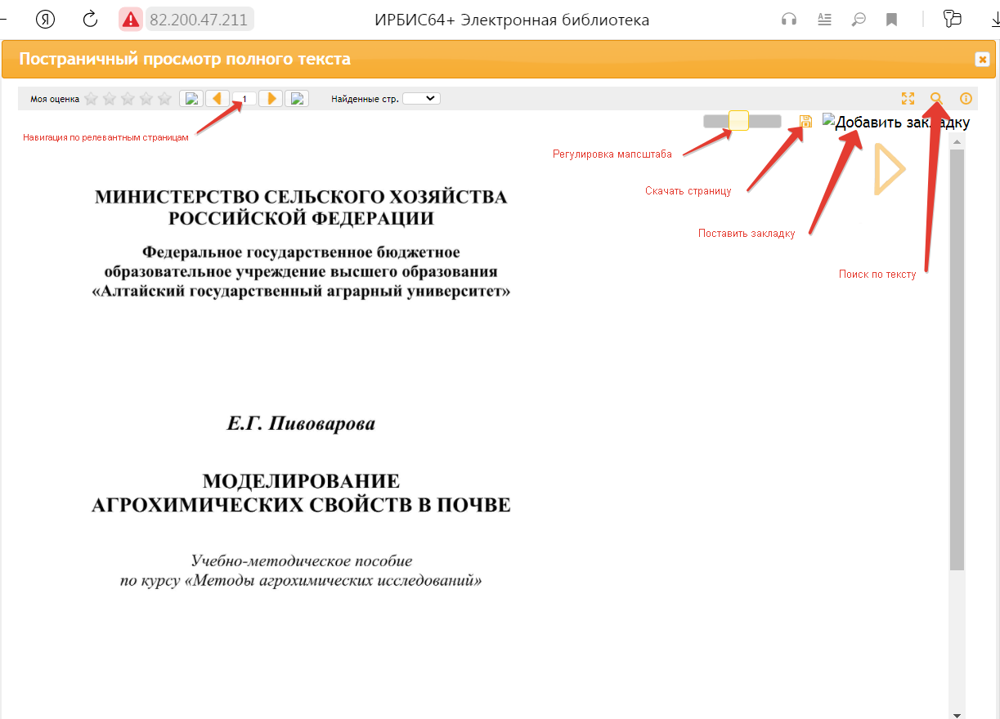 82.200.47.211
ИРБИС64+ Электронная библиотека
Постраничный просмотр полного текста
Моя оценка
1
Найденные стр.
Добавить закладку
Навигация по релевантным страницам
Регулировка мапсштаба
Скачать страницу
Поставить закладку
Поиск по тексту
МИНИСТЕРСТВО СЕЛЬСКОГО ХОЗЯЙСТВА
РОССИЙСКОЙ ФЕДЕРАЦИИ
Федеральное государственное бюджетное
образовательное учреждение высшего образования
«Алтайский государственный аграрный университет»
Е.Г. Пивоварова
МОДЕЛИРОВАНИЕ
АГРОХИМИЧЕСКИХ СВОЙСТВ В ПОЧВЕ
Учебно-методическое пособие
по курсу «Методы агрохимических исследований»